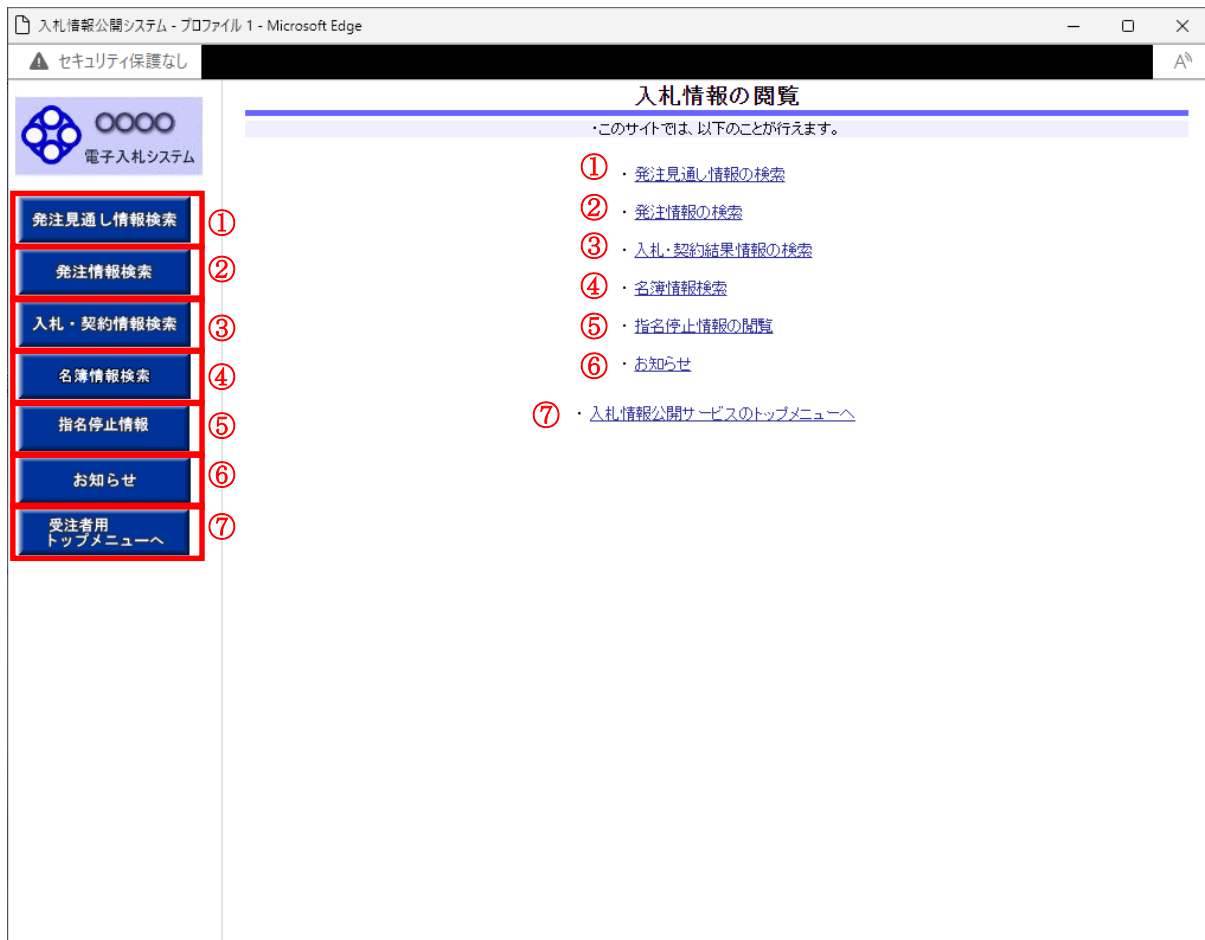 入札情報公開システム - プロファイル 1 - Microsoft Edge
セキュリティ保護なし
A
○○○○
電子入札システム
発注見通し情報検索 ①
発注情報検索 ②
入札・契約情報検索 ③
名簿情報検索 ④
指名停止情報 ⑤
お知らせ ⑥
受注者用
トップメニューへ ⑦
入札情報の閲覧
・このサイトでは、以下のことが行えます。
① ・ 発注見通し情報の検索
② ・ 発注情報の検索
③ ・ 入札・契約結果情報の検索
④ ・ 名簿情報検索
⑤ ・ 指名停止情報の閲覧
⑥ ・ お知らせ
⑦ ・ 入札情報公開サービスのトップメニューへ